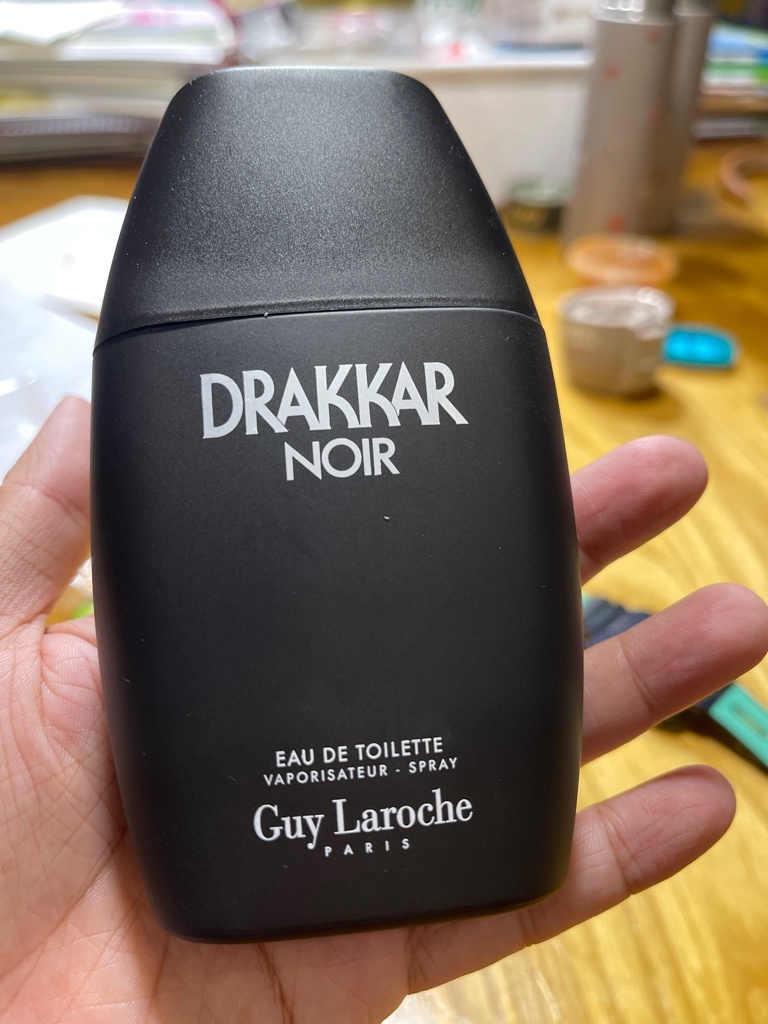 DRAKKAR
NOIR
EAU DE TOILETTE
VAPORISATEUR - SPRAY
Guy Laroche
PARIS